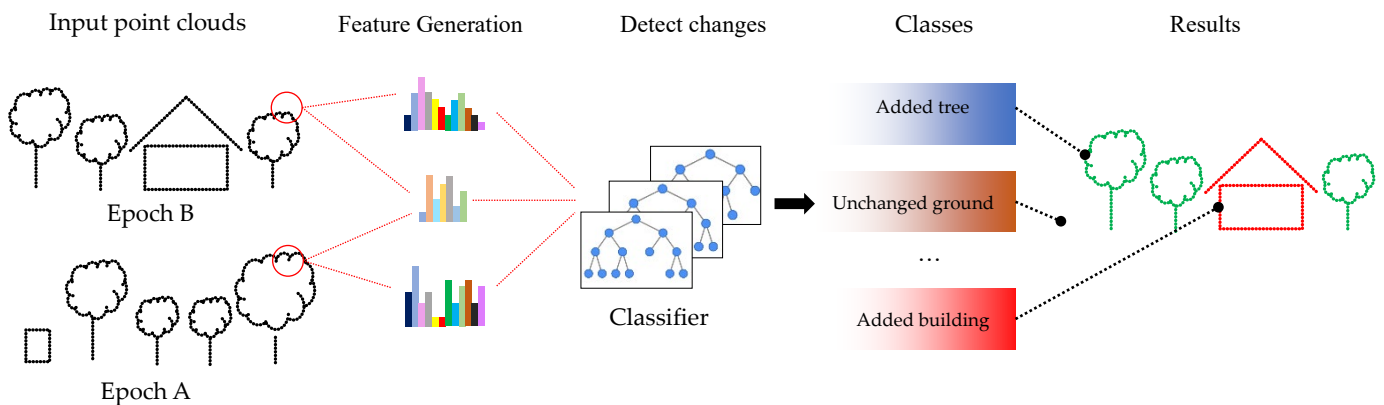 Input point clouds
Feature Generation
Detect changes
Classes
Results
Epoch B
Epoch A
Classifier
Added tree
Unchanged ground
...
Added building